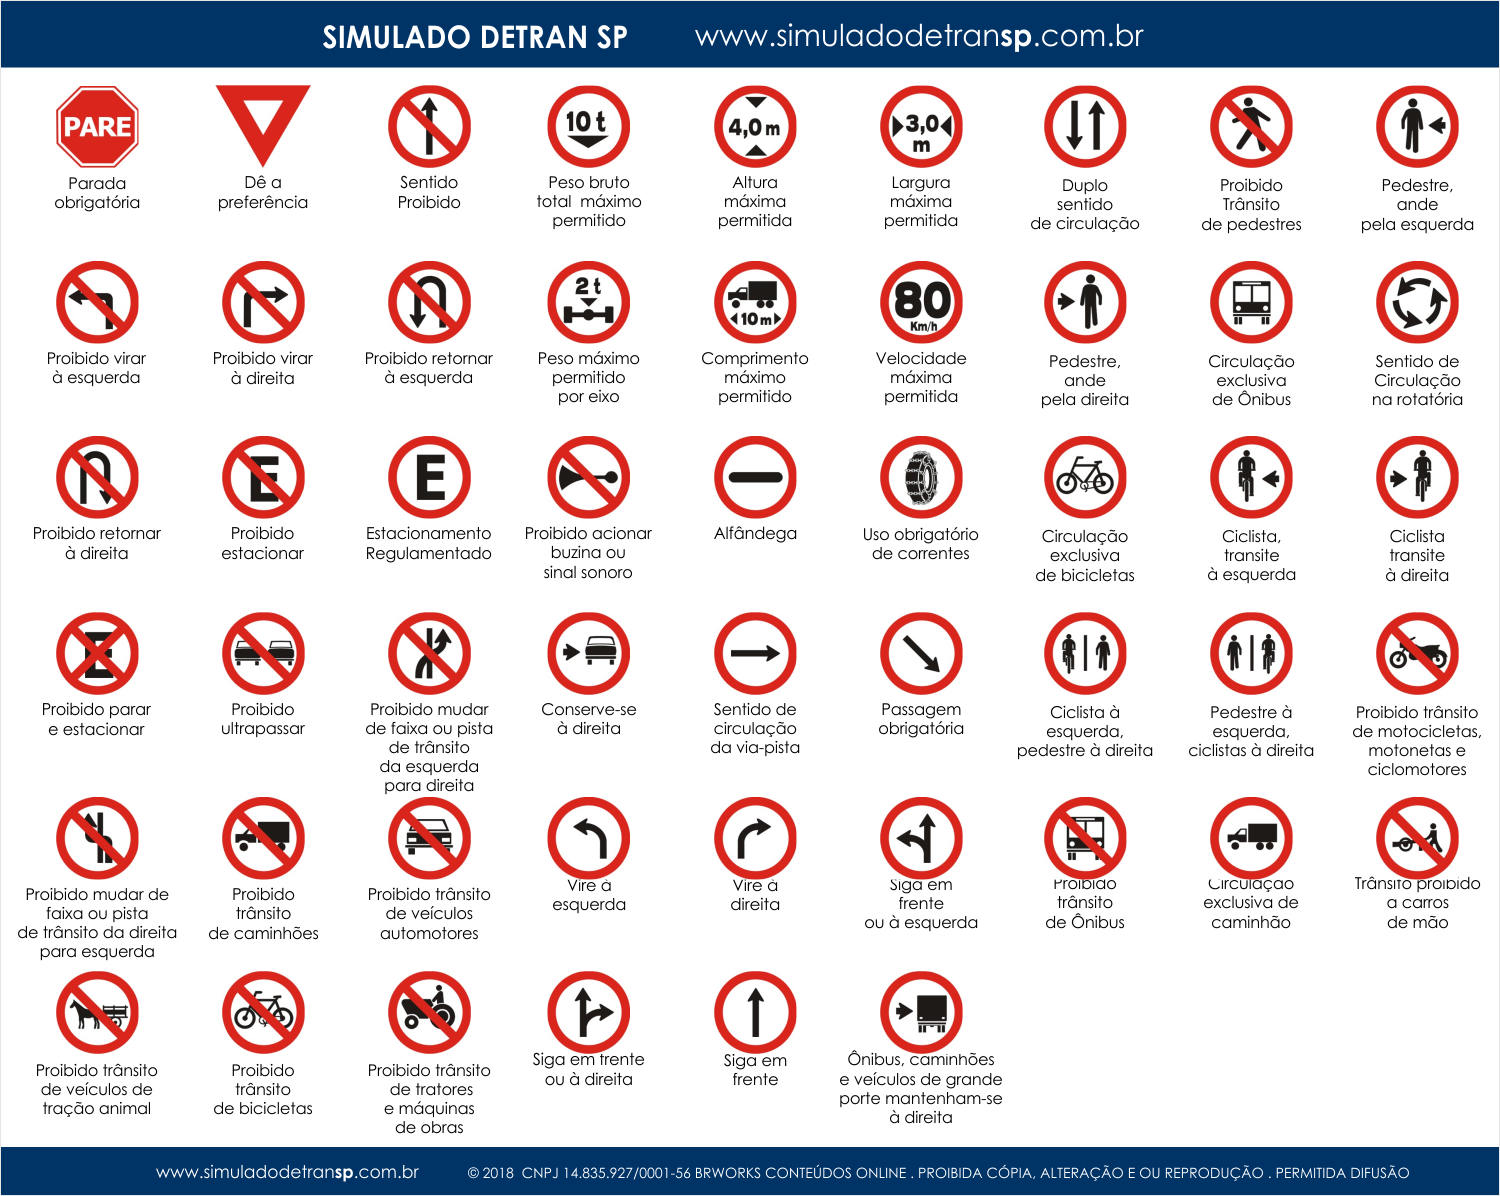 SIMULADO DETRAN SP www.simuladodetransp.com.br
PARE
Parada
obrigatória
Dê a
preferência
Sentido
Proibido
10 t
Peso bruto
total máximo
permitido
4,0 m
Altura
máxima
permitida
3,0
m
Largura
máxima
permitida
Duplo
sentido
de circulação
Proibido
Trânsito
de pedestres
Pedestre,
ande
pela esquerda
Proibido virar
à esquerda
Proibido virar
à direita
Proibido retornar
à esquerda
2 t
Peso máximo
permitido
por eixo
10 m
Comprimento
máximo
permitido
80
Km/h
Velocidade
máxima
permitida
Pedestre,
ande
pela direita
Circulação
exclusiva
de Ônibus
Sentido de
Circulação
na rotatória
Proibido retornar
à direita
E
Proibido
estacionar
E
Estacionamento
Regulamentado
Proibido acionar
buzina ou
sinal sonoro
Alfândega
Uso obrigatório
de correntes
Circulação
exclusiva
de bicicletas
Ciclista,
transite
à esquerda
Ciclista
transite
à direita
E
Proibido parar
e estacionar
Proibido
ultrapassar
Proibido mudar
de faixa ou pista
de trânsito
da esquerda
para direita
Conserve-se
à direita
Sentido de
circulação
da via-pista
Passagem
obrigatória
Ciclista à
esquerda,
pedestre à direita
Pedestre à
esquerda,
ciclistas à direita
Proibido trânsito
de motocicletas,
motonetas e
ciclomotores
Proibido mudar de
faixa ou pista
de trânsito da direita
para esquerda
Proibido
trânsito
de caminhões
Proibido trânsito
de veículos
automotores
Vire à
esquerda
Vire à
direita
Siga em
frente
ou à esquerda
Proibido
trânsito
de Ônibus
Circulação
exclusiva de
caminhão
Trânsito proibido
a carros
de mão
Proibido trânsito
de veículos de
tração animal
Proibido
trânsito
de bicicletas
Proibido trânsito
de tratores
e máquinas
de obras
Siga em frente
ou à direita
Siga em
frente
Ônibus, caminhões
e veículos de grande
porte mantenham-se
à direita
www.simuladodetransp.com.br © 2018 CNPJ 14.835.927/0001-56 BRWORKS CONTEÚDOS ONLINE . PROIBIDA CÓPIA, ALTERAÇÃO E OU REPRODUÇÃO . PERMITIDA DIFUSÃO